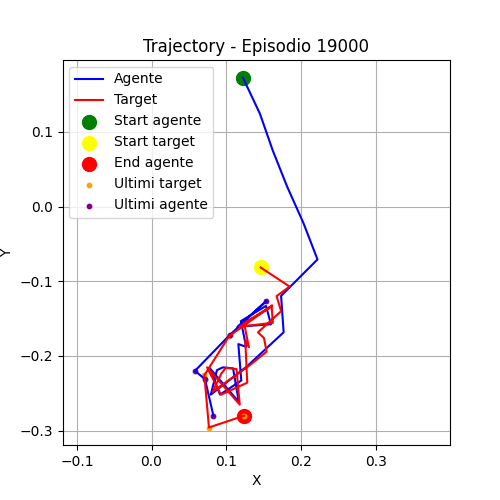 Trajectory - Episodio 19000
Agente
Target
Start agente
Start target
End agente
Ultimi target
Ultimi agente
Y
0.1
0.0
−0.1
−0.2
−0.3
−0.1
0.0
0.1
0.2
0.3
X